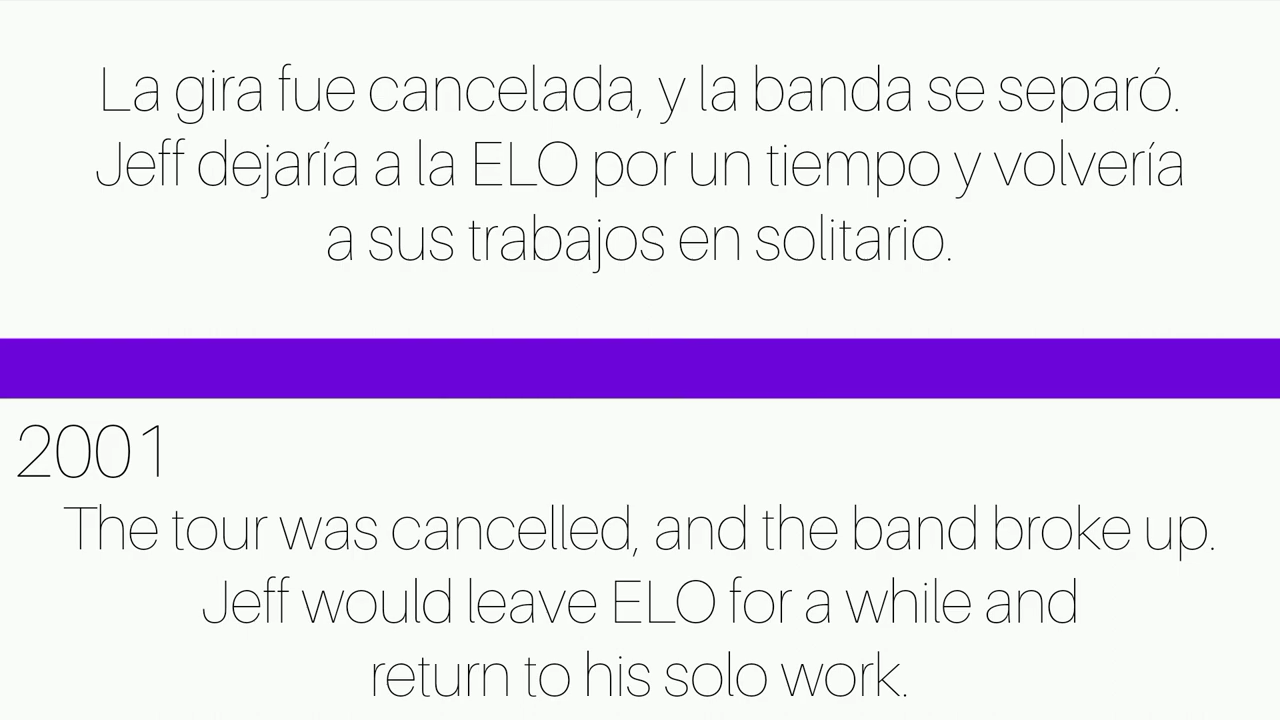 La gira fue cancelada, y la banda se separó.
Jeff dejaría a la ELO por un tiempo y volvería
a sus trabajos en solitario.
2001
The tour was cancelled, and the band broke up.
Jeff would leave ELO for a while and
return to his solo work.